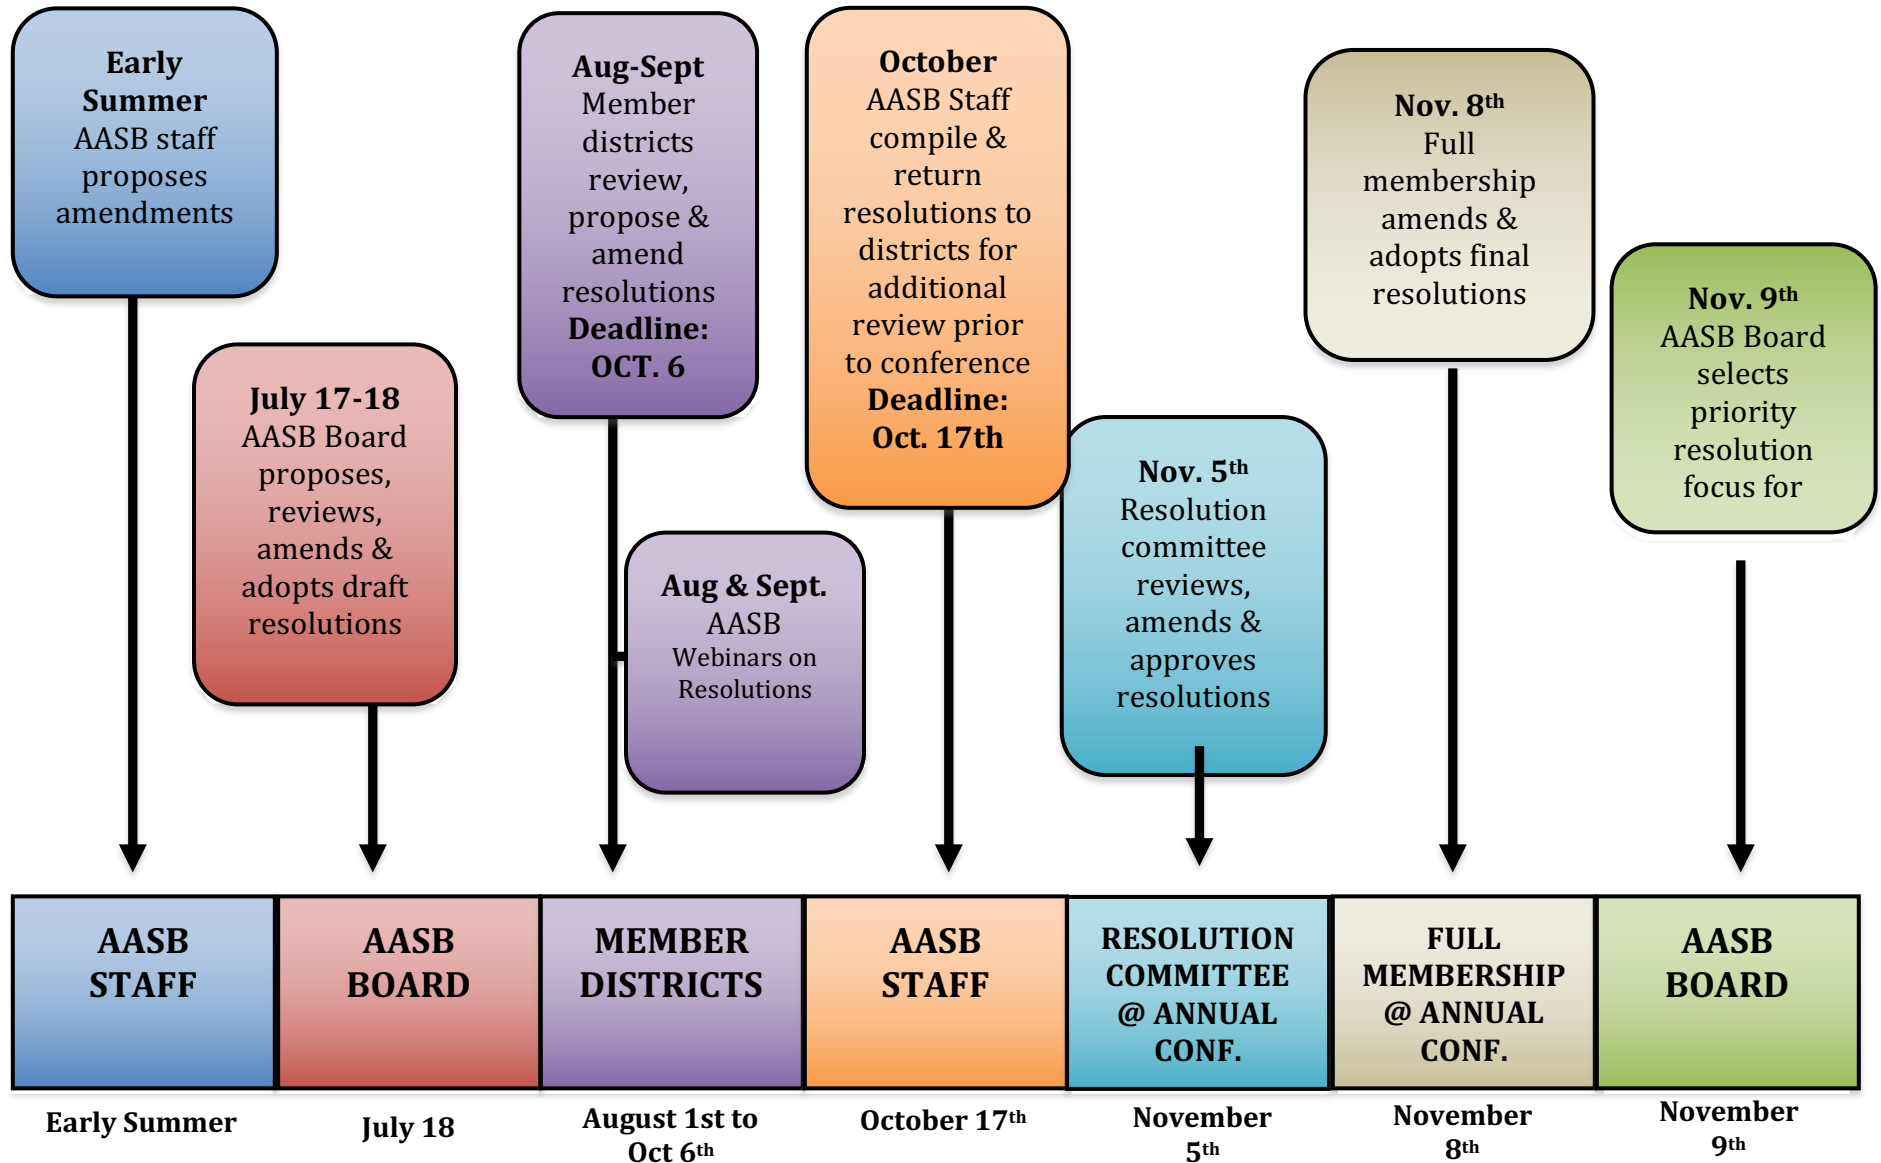 Early
Summer
AASB staff
proposes
amendments
July 17-18
AASB Board
proposes,
reviews,
amends &
adopts draft
resolutions
Aug-Sept
Member
districts
review,
propose &
amend
resolutions
Deadline:
OCT. 6
Aug & Sept.
AASB
Webinars on
Resolutions
October
AASB Staff
compile &
return
resolutions to
districts for
additional
review prior
to conference
Deadline:
Oct. 17th
Nov. 5th
Resolution
committee
reviews,
amends &
approves
resolutions
Nov. 8th
Full
membership
amends &
adopts final
resolutions
Nov. 9th
AASB Board
selects
priority
resolution
focus for
AASB
STAFF
AASB
BOARD
MEMBER
DISTRICTS
AASB
STAFF
RESOLUTION
COMMITTEE
@ ANNUAL
CONF.
FULL
MEMBERSHIP
@ ANNUAL
CONF.
AASB
BOARD
Early Summer
July 18
August 1st to
Oct 6th
October 17th
November
5th
November
8th
November
9th